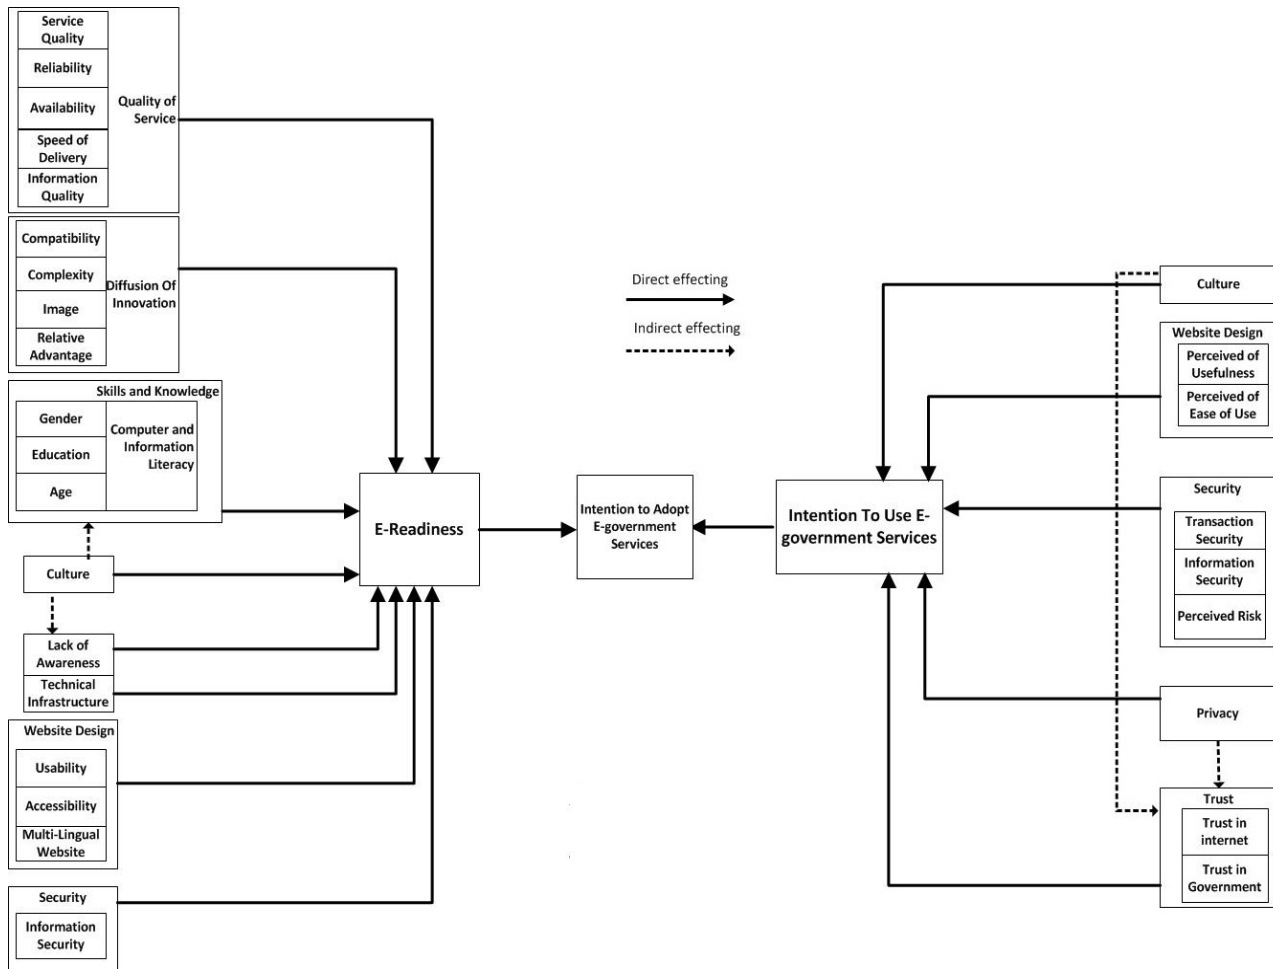 Service
Quality
Reliability
Availability
Speed of
Delivery
Information
Quality
Quality of
Service
Compatibility
Complexity
Image
Relative
Advantage
Diffusion Of
Innovation
Skills and Knowledge
Gender
Education
Age
Computer and
Information
Literacy
Culture
Lack of
Awareness
Technical
Infrastructure
Website Design
Usability
Accessibility
Multi-Lingual
Website
Security
Information
Security
E-Readiness
Intention to Adopt
E-government
Services
Direct effecting
Indirect effecting
Intention To Use E-
government Services
Culture
Website Design
Perceived of
Usefulness
Perceived of
Ease of Use
Security
Transaction
Security
Information
Security
Perceived Risk
Privacy
Trust
Trust in
internet
Trust in
Government